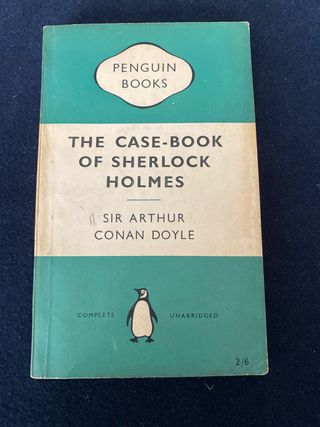 PENGUIN
BOOKS
THE CASE-BOOK
OF SHERLOCK
HOLMES
SIR ARTHUR
CONAN DOYLE
COMPLETE UNABRIDGED
2/6